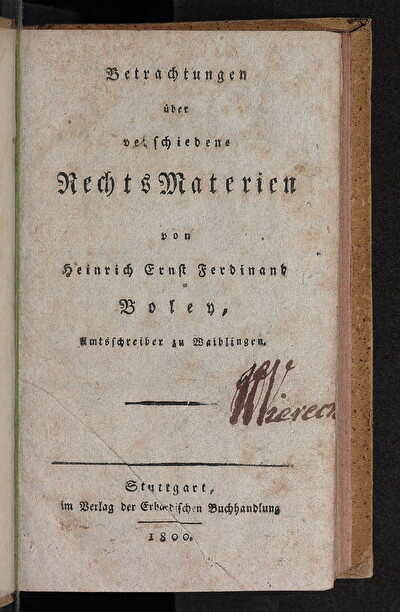 Betrachtungen
über
verschiedene
RechtsMaterien
von
Heinrich Ernst Ferdinand
Boley,
Amtsschreiber zu Waiblingen.
Stuttgart,
im Verlag der Erhardischen Buchhandlung
1800.